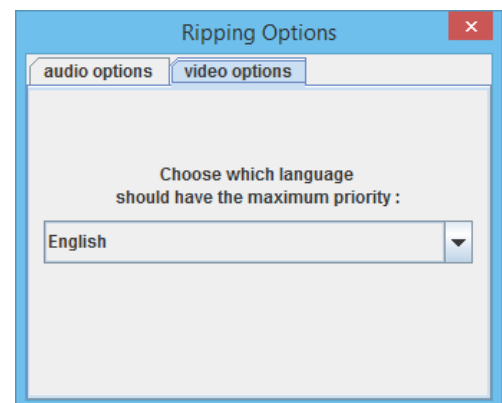 Ripping Options
audio options video options
Choose which language
should have the maximum priority :
English